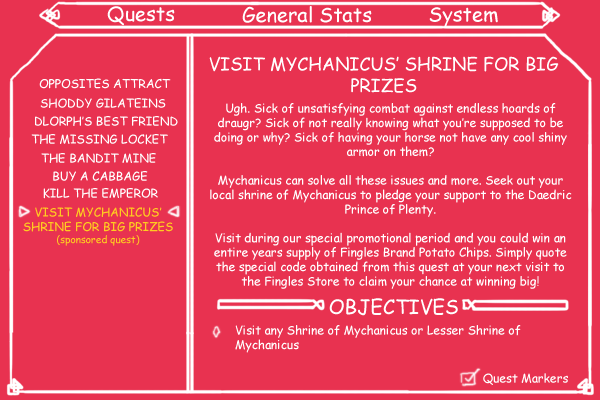 Quests
General Stats
System
OPPOSITES ATTRACT
SHODDY GILATEINS
DLORPH'S BEST FRIEND
THE MISSING LOCKET
THE BANDIT MINE
BUY A CABBAGE
KILL THE EMPEROR
VISIT MYCHANICUS'
SHRINE FOR BIG PRIZES
(sponsored quest)
VISIT MYCHANICUS' SHRINE FOR BIG
PRIZES
Ugh. Sick of unsatisfying combat against endless hoards of
draugr? Sick of not really knowing what you're supposed to be
doing or why? Sick of having your horse not have any cool shiny
armor on them?
Mychanicus can solve all these issues and more. Seek out your
local shrine of Mychanicus to pledge your support to the Daedric
Prince of Plenty.
Visit during our special promotional period and you could win an
entire years supply of Fingles Brand Potato Chips. Simply quote
the special code obtained from this quest at your next visit to
the Fingles Store to claim your chance at winning big!
OBJECTIVES
Visit any Shrine of Mychanicus or Lesser Shrine of
Mychanicus
Quest Markers